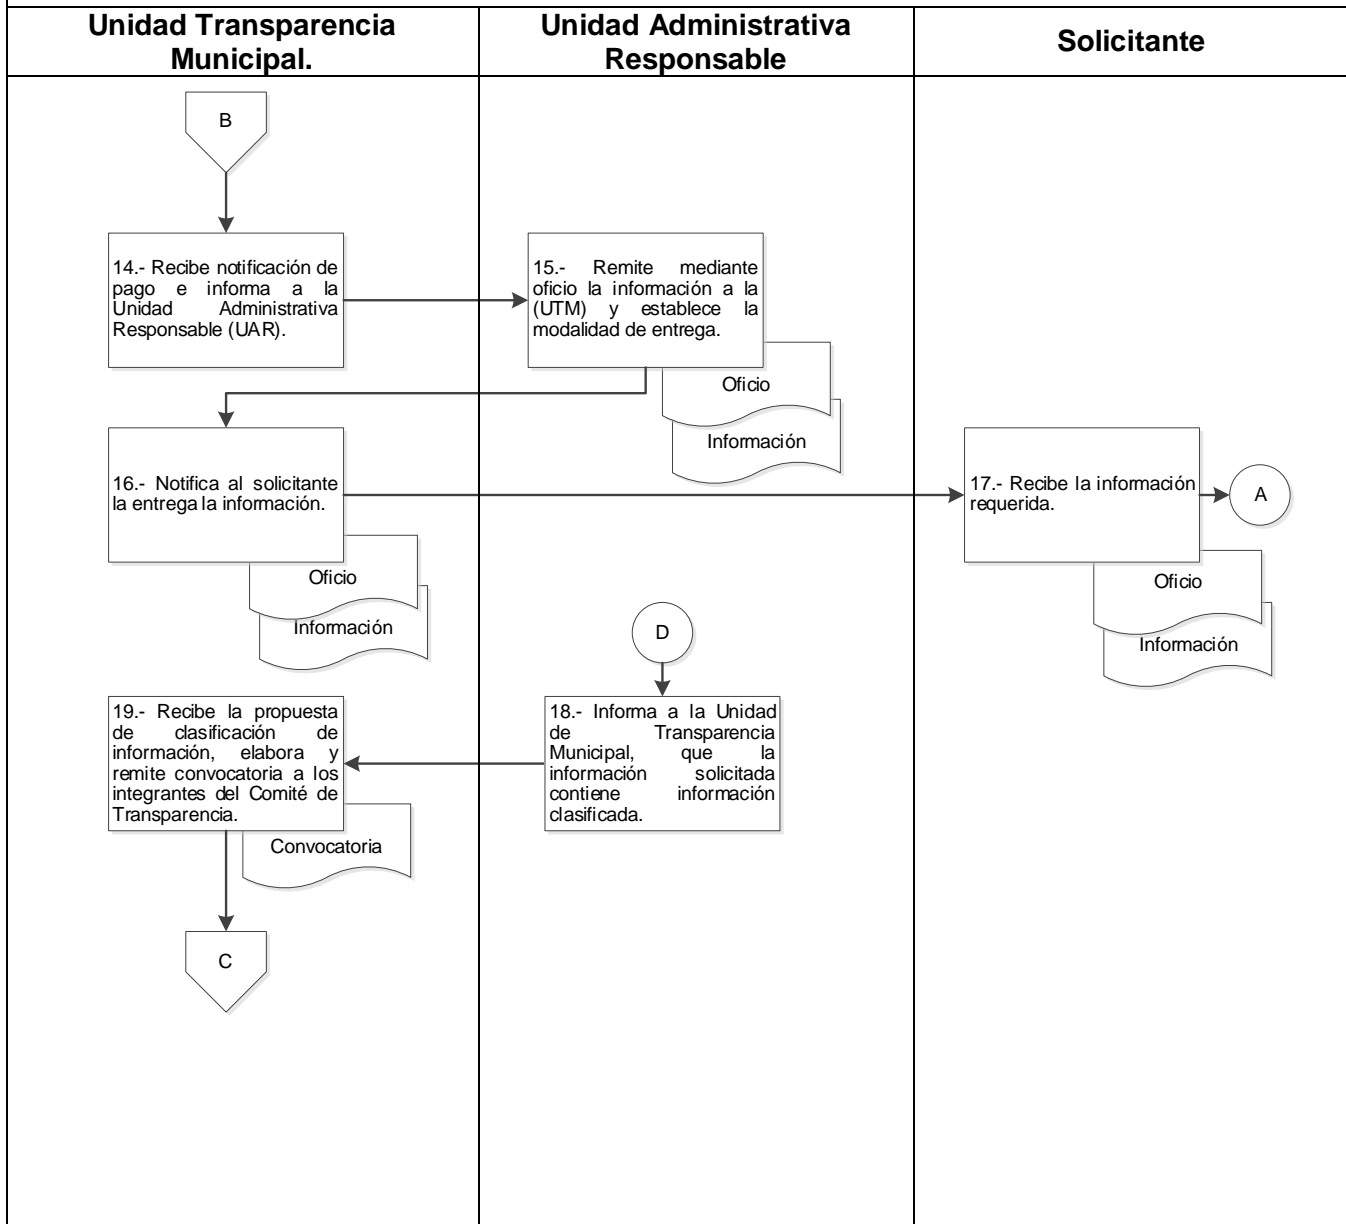 Unidad Transparencia
Municipal.
Unidad Administrativa
Responsable
Solicitante
B
14.- Recibe notificación de
pago e informa a la
Unidad Administrativa
Responsable (UAR).
15.- Remite mediante
oficio la información a la
(UTM) y establece la
modalidad de entrega.
Oficio
Información
16.- Notifica al solicitante
la entrega la información.
Oficio
Información
17.- Recibe la información
requerida.
A
Oficio
Información
D
18.- Informa a la Unidad
de Transparencia
Municipal, que la
información solicitada
contiene información
clasificada.
19.- Recibe la propuesta
de clasificación de
información, elabora y
remite convocatoria a los
integrantes del Comité de
Transparencia.
Convocatoria
C